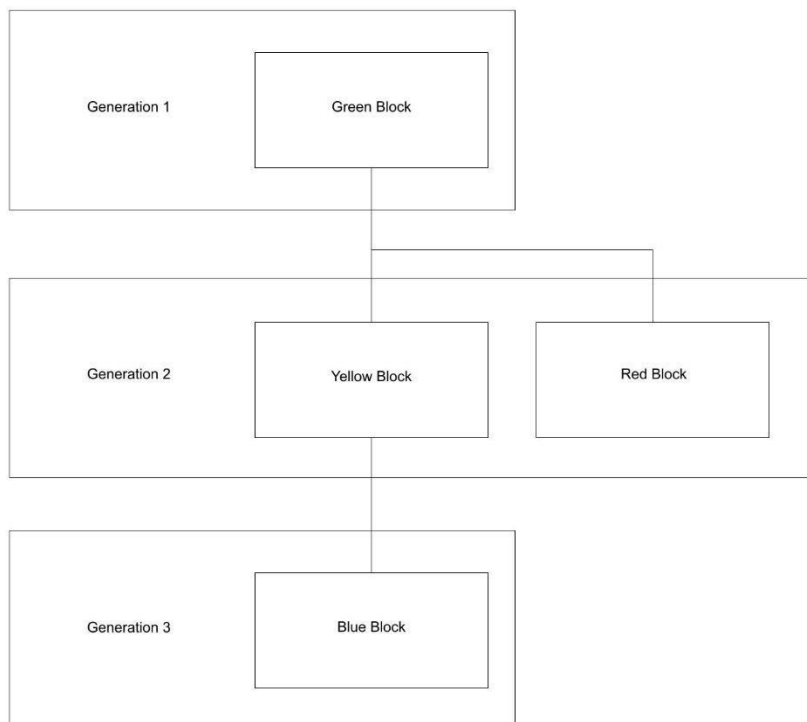 Generation 1
Green Block
Generation 2
Yellow Block
Red Block
Generation 3
Blue Block